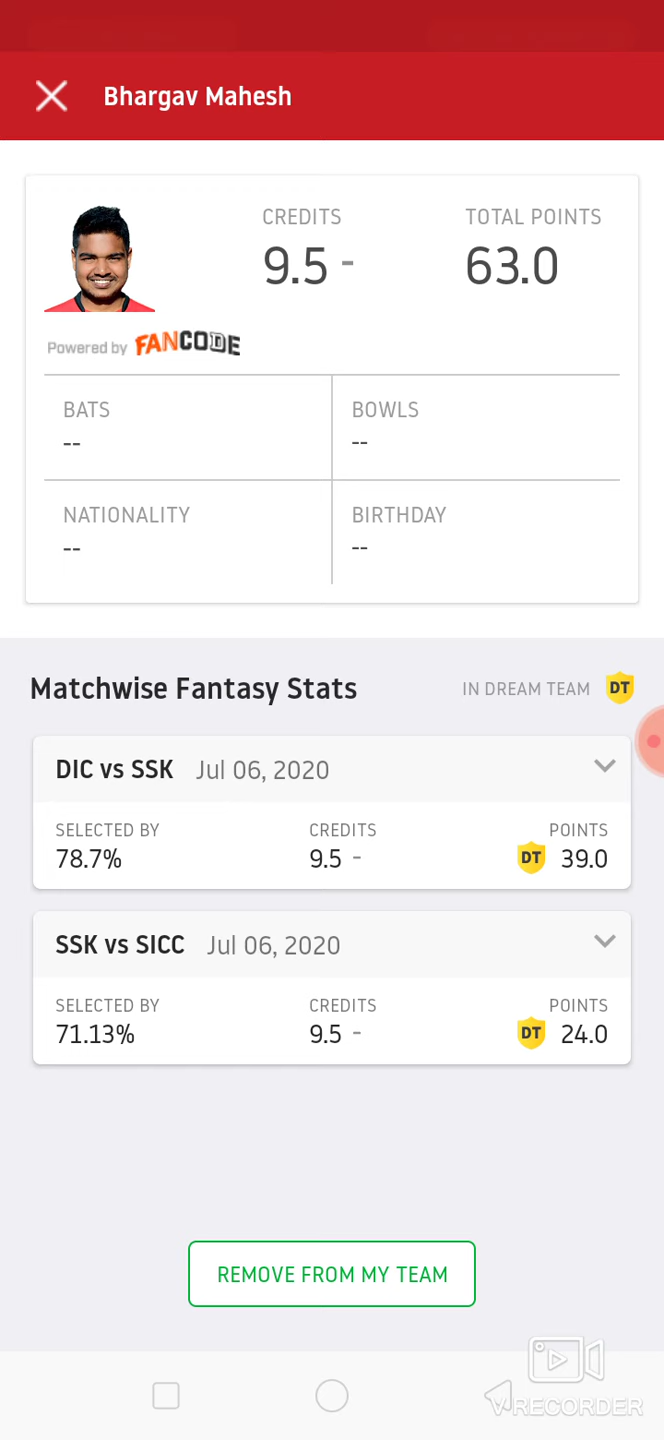 Bhargav Mahesh
CREDITS TOTAL POINTS
9.5 - 63.0
Powered by FANCODE
BATS BOWLS
-- --
NATIONALITY BIRTHDAY
-- --
Matchwise Fantasy Stats IN DREAM TEAM DT
DIC vs SSK Jul 06, 2020
SELECTED BY CREDITS POINTS
78.7% 9.5 - DT 39.0
SSK vs SICC Jul 06, 2020
SELECTED BY CREDITS POINTS
71.13% 9.5 - DT 24.0
REMOVE FROM MY TEAM
VRECORDER